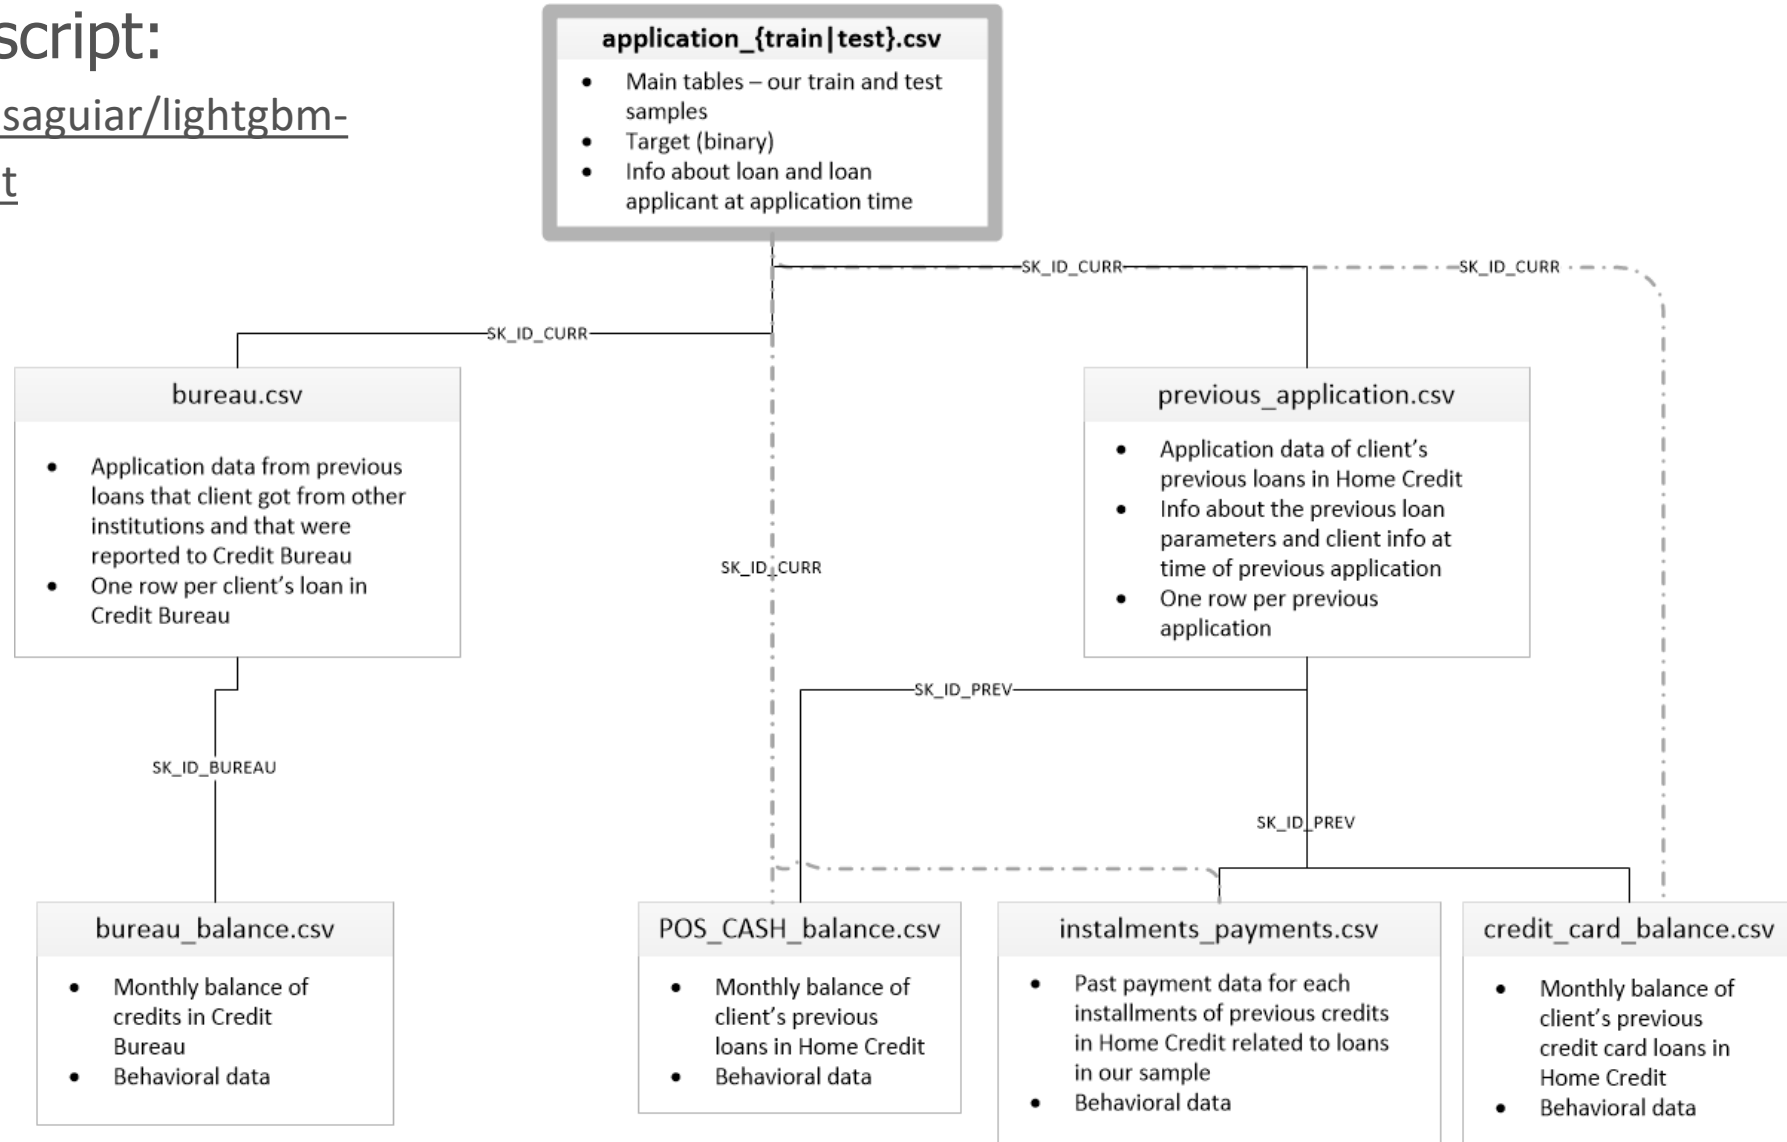 script:
saguiar/lightgbm-
t
application_{train|test}.csv
• Main tables – our train and test
samples
• Target (binary)
• Info about loan and loan
applicant at application time
SK_ID_CURR
SK_ID_CURR
SK_ID_CURR
bureau.csv
• Application data from previous
loans that client got from other
institutions and that were
reported to Credit Bureau
• One row per client’s loan in
Credit Bureau
previous_application.csv
• Application data of client’s
previous loans in Home Credit
• Info about the previous loan
parameters and client info at
time of previous application
• One row per previous
application
SK_ID_CURR
SK_ID_PREV
SK_ID_BUREAU
SK_ID_PREV
bureau_balance.csv
• Monthly balance of
credits in Credit
Bureau
• Behavioral data
POS_CASH_balance.csv
• Monthly balance of
client’s previous
loans in Home Credit
• Behavioral data
instalments_payments.csv
• Past payment data for each
installments of previous credits
in Home Credit related to loans
in our sample
• Behavioral data
credit_card_balance.csv
• Monthly balance of
client’s previous
credit card loans in
Home Credit
• Behavioral data